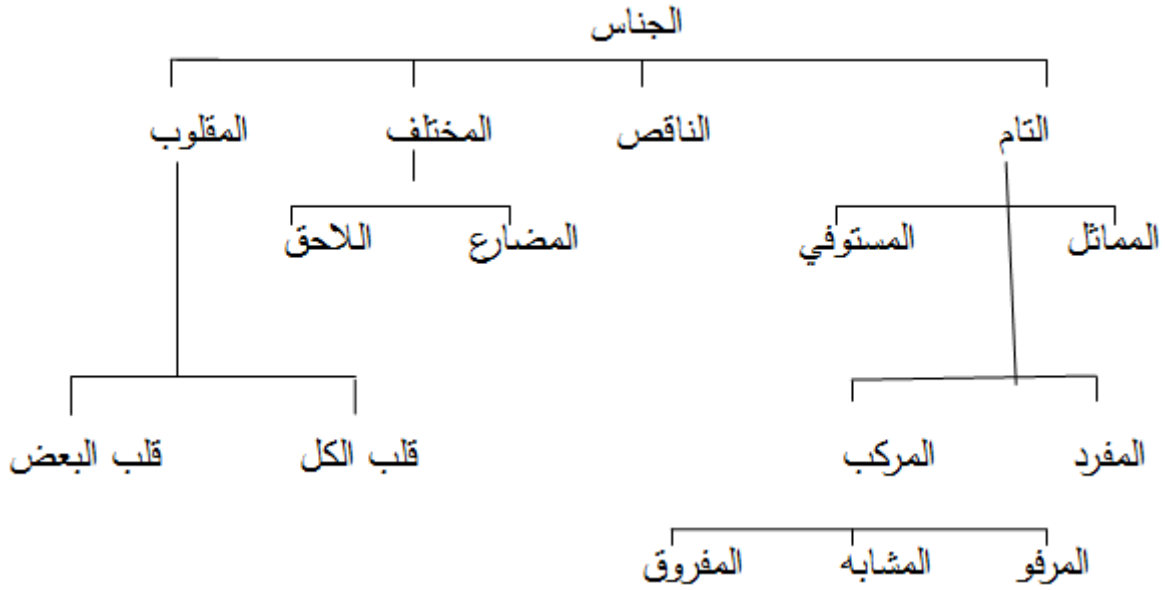 الجناس
التام الناقص المختلف المقلوب
المماثل المستوفي المضارع اللاحق
المفرد المركب قلب الكل قلب البعض
المرفو المشابه المفروق